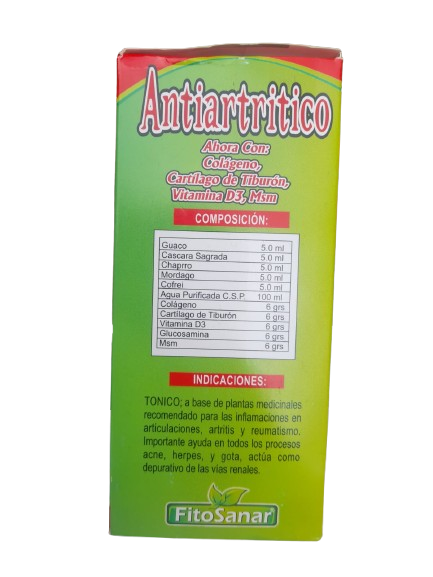 Antiartritico
Ahora Con:
Colágeno,
Cartílago de Tiburón,
Vitamina D3, Msm
COMPOSICIÓN:
Guaco 5.0 ml
Cascara Sagrada 5.0 ml
Chaprro 5.0 ml
Mordago 5.0 ml
Cofrei 5.0 ml
Agua Purificada C.S.P. 100 ml
Colágeno 6 grs
Cartílago de Tiburón 6 grs
Vitamina D3 6 grs
Glucosamina 6 grs
Msm 6 grs
INDICACIONES:
TONICO; a base de plantas medicinales
recomendado para las inflamaciones en
articulaciones, artritis y reumatismo.
Importante ayuda en todos los procesos
acne, herpes, y gota, actúa como
depurativo de las vías renales.
FitoSanar